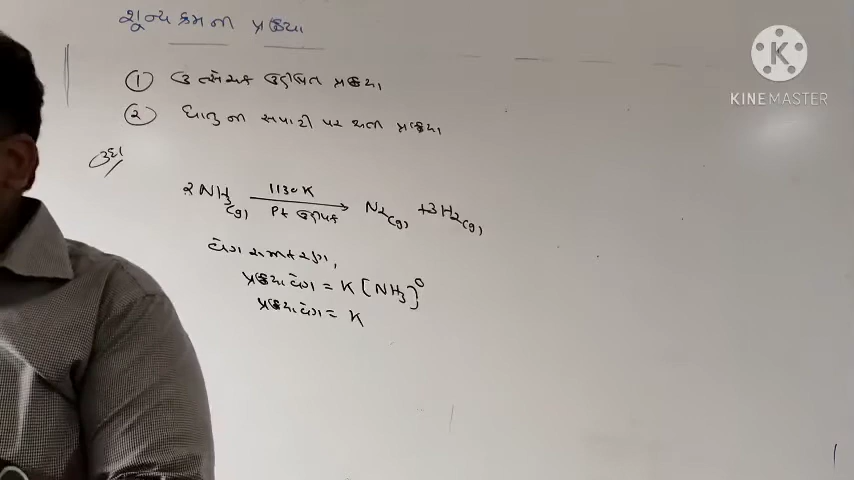 શૂન્ય ક્રમની પ્રક્રિયા
① ઉત્સેચક ઉદ્દીપિત પ્રક્રિયા
② ધાતુની સપાટી પર થતી પ્રક્રિયા
ઉદા
2NH₃(g) ⟶ N₂(g) + 3H₂(g)
1130K
Pt ઉદ્દીપક
વેગ સમીકરણ,
પ્રક્રિયાવેગ = K [NH₃]⁰
પ્રક્રિયાવેગ = K
K
KINEMASTER